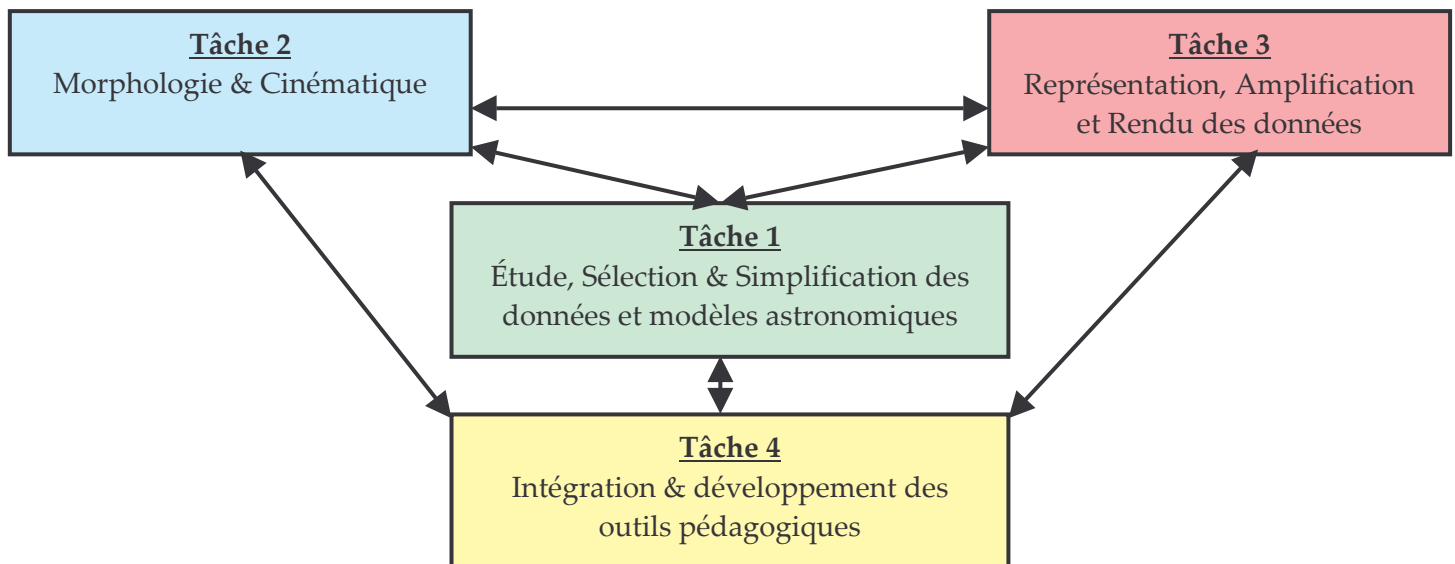 Tâche 2
Morphologie & Cinématique
Tâche 3
Représentation, Amplification
et Rendu des données
Tâche 1
Étude, Sélection & Simplification des
données et modèles astronomiques
Tâche 4
Intégration & développement des
outils pédagogiques